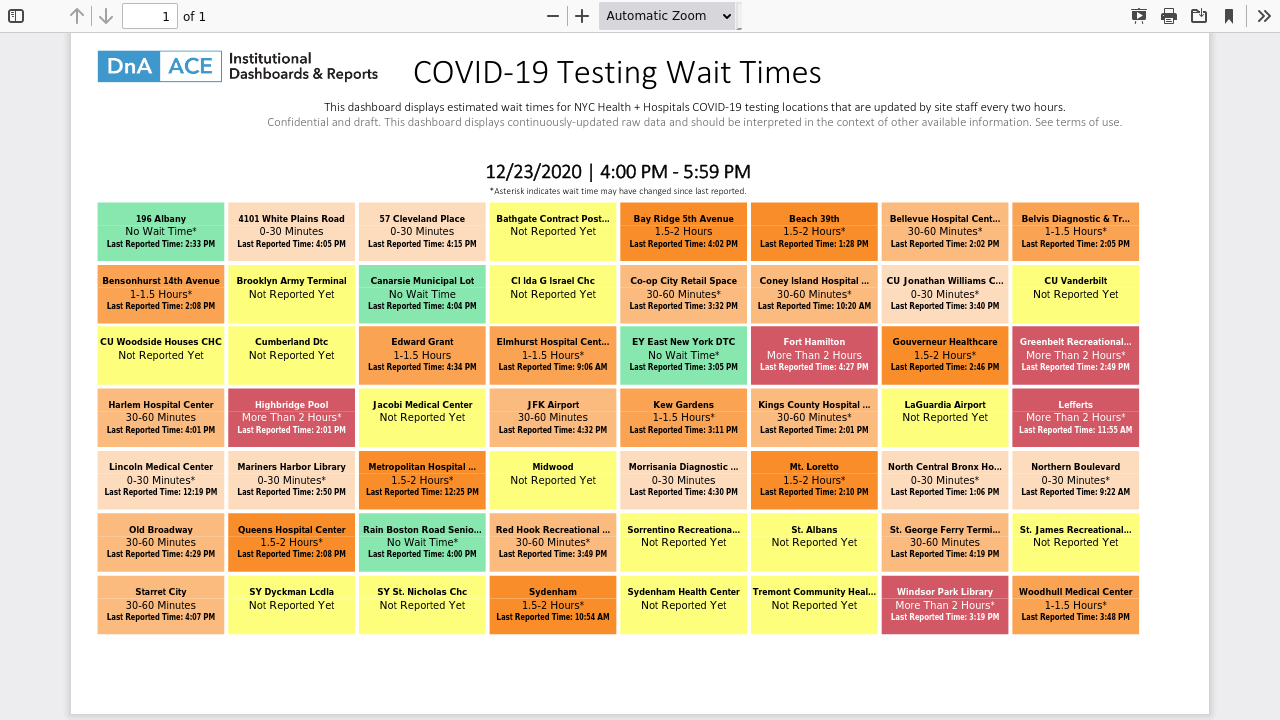 1 of 1
Automatic Zoom
DnA ACE Institutional Dashboards & Reports
COVID-19 Testing Wait Times
This dashboard displays estimated wait times for NYC Health + Hospitals COVID-19 testing locations that are updated by site staff every two hours.
Confidential and draft. This dashboard displays continuously-updated raw data and should be interpreted in the context of other available information. See terms of use.
12/23/2020 | 4:00 PM - 5:59 PM
*Asterisk indicates wait time may have changed since last reported.
196 Albany
No Wait Time*
Last Reported Time: 2:33 PM
4101 White Plains Road
0-30 Minutes
Last Reported Time: 4:05 PM
57 Cleveland Place
0-30 Minutes
Last Reported Time: 4:15 PM
Bathgate Contract Post...
Not Reported Yet
Bay Ridge 5th Avenue
1.5-2 Hours
Last Reported Time: 4:02 PM
Beach 39th
1.5-2 Hours*
Last Reported Time: 1:28 PM
Bellevue Hospital Cent...
30-60 Minutes*
Last Reported Time: 2:02 PM
Belvis Diagnostic & Tr...
1-1.5 Hours*
Last Reported Time: 2:05 PM
Bensonhurst 14th Avenue
1-1.5 Hours*
Last Reported Time: 2:08 PM
Brooklyn Army Terminal
Not Reported Yet
Canarsie Municipal Lot
No Wait Time
Last Reported Time: 4:04 PM
Cl Ida G Israel Chc
Not Reported Yet
Co-op City Retail Space
30-60 Minutes*
Last Reported Time: 3:32 PM
Coney Island Hospital ...
30-60 Minutes*
Last Reported Time: 10:20 AM
CU Jonathan Williams C...
0-30 Minutes*
Last Reported Time: 3:40 PM
CU Vanderbilt
Not Reported Yet
CU Woodside Houses CHC
Not Reported Yet
Cumberland Dtc
Not Reported Yet
Edward Grant
1-1.5 Hours
Last Reported Time: 4:34 PM
Elmhurst Hospital Cent...
1-1.5 Hours*
Last Reported Time: 9:06 AM
EY East New York DTC
No Wait Time*
Last Reported Time: 3:05 PM
Fort Hamilton
More Than 2 Hours
Last Reported Time: 4:27 PM
Gouverneur Healthcare
1.5-2 Hours*
Last Reported Time: 2:46 PM
Greenbelt Recreational...
More Than 2 Hours*
Last Reported Time: 2:49 PM
Harlem Hospital Center
30-60 Minutes
Last Reported Time: 4:01 PM
Highbridge Pool
More Than 2 Hours*
Last Reported Time: 2:01 PM
Jacobi Medical Center
Not Reported Yet
JFK Airport
30-60 Minutes
Last Reported Time: 4:32 PM
Kew Gardens
1-1.5 Hours*
Last Reported Time: 3:11 PM
Kings County Hospital ...
30-60 Minutes*
Last Reported Time: 2:01 PM
LaGuardia Airport
Not Reported Yet
Lefferts
More Than 2 Hours*
Last Reported Time: 11:55 AM
Lincoln Medical Center
0-30 Minutes*
Last Reported Time: 12:19 PM
Mariners Harbor Library
0-30 Minutes*
Last Reported Time: 2:50 PM
Metropolitan Hospital ...
1.5-2 Hours*
Last Reported Time: 12:25 PM
Midwood
Not Reported Yet
Morrisania Diagnostic ...
0-30 Minutes
Last Reported Time: 4:30 PM
Mt. Loretto
1.5-2 Hours*
Last Reported Time: 2:10 PM
North Central Bronx Ho...
0-30 Minutes*
Last Reported Time: 1:06 PM
Northern Boulevard
0-30 Minutes*
Last Reported Time: 9:22 AM
Old Broadway
30-60 Minutes
Last Reported Time: 4:29 PM
Queens Hospital Center
1.5-2 Hours*
Last Reported Time: 2:08 PM
Rain Boston Road Senio...
No Wait Time*
Last Reported Time: 4:00 PM
Red Hook Recreational ...
30-60 Minutes*
Last Reported Time: 3:49 PM
Sorrentino Recreationa...
Not Reported Yet
St. Albans
Not Reported Yet
St. George Ferry Termi...
30-60 Minutes
Last Reported Time: 4:19 PM
St. James Recreational...
Not Reported Yet
Starret City
30-60 Minutes
Last Reported Time: 4:07 PM
SY Dyckman Lcdla
Not Reported Yet
SY St. Nicholas Chc
Not Reported Yet
Sydenham
1.5-2 Hours*
Last Reported Time: 10:54 AM
Sydenham Health Center
Not Reported Yet
Tremont Community Heal...
Not Reported Yet
Windsor Park Library
More Than 2 Hours*
Last Reported Time: 3:19 PM
Woodhull Medical Center
1-1.5 Hours*
Last Reported Time: 3:48 PM